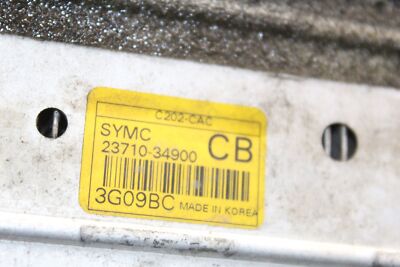 C202-CAC
SYMC CB
23710-34900
3G09BC MADE IN KOREA